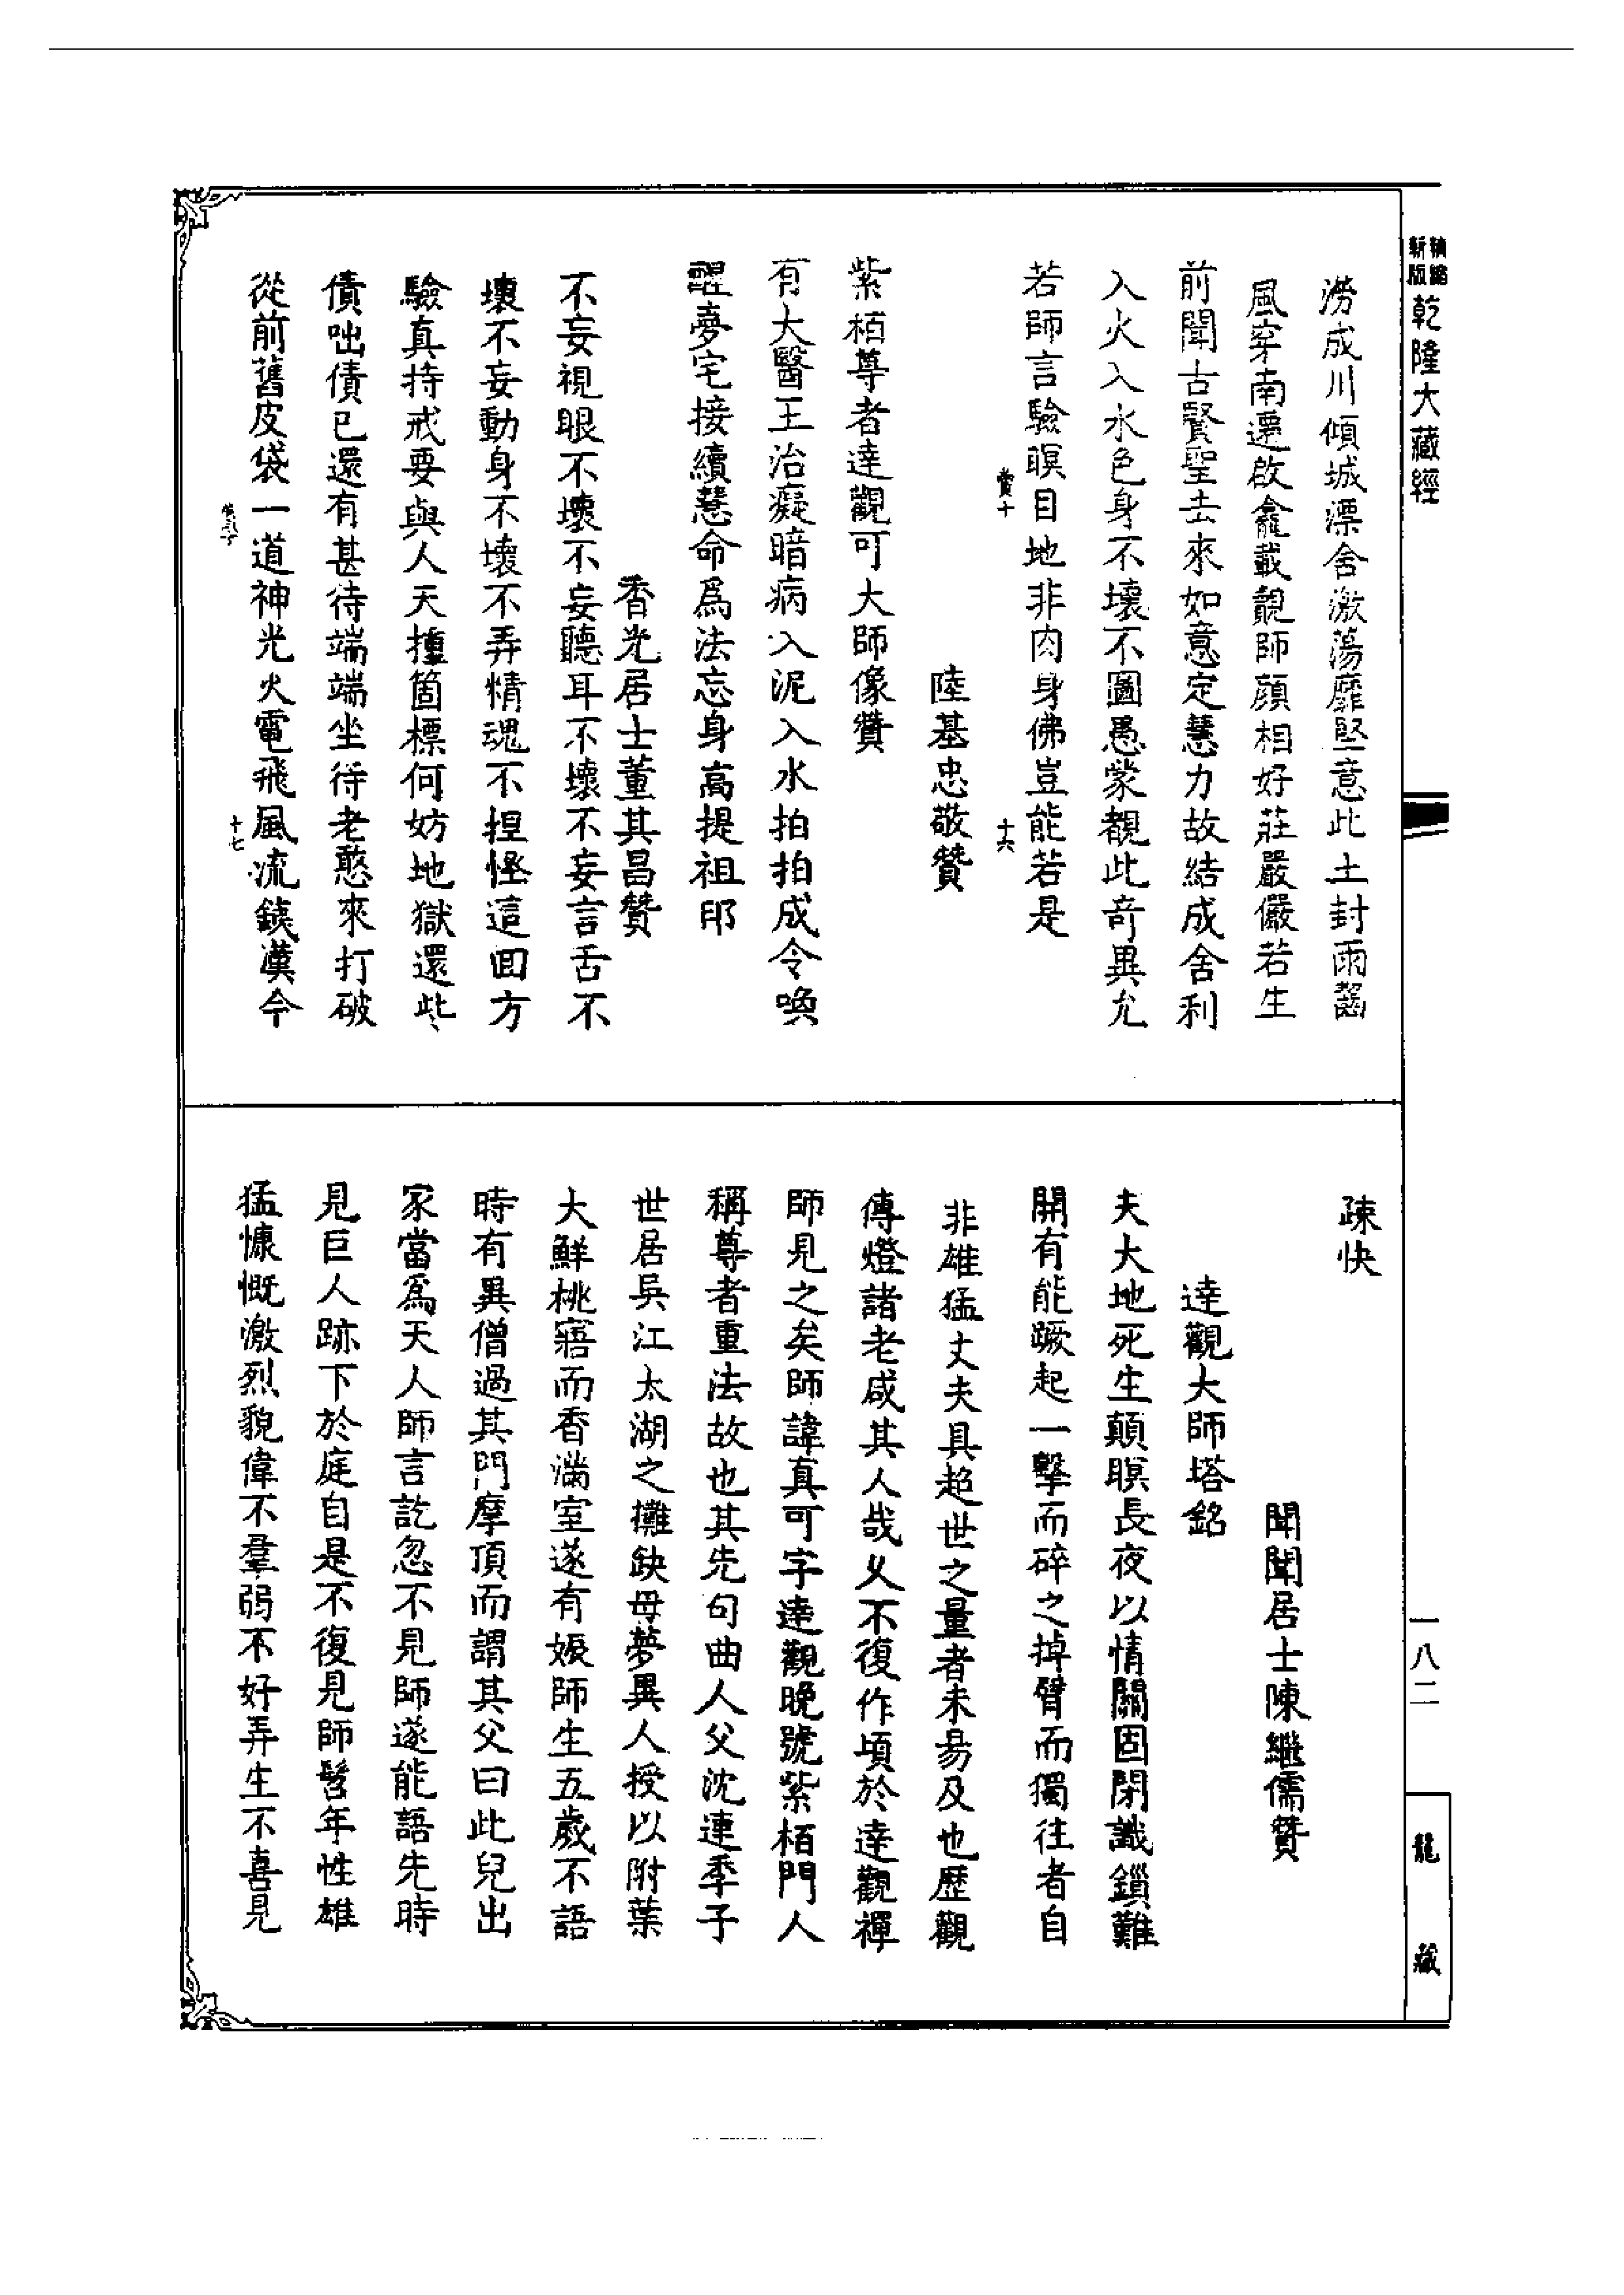 新版
精縮
乾隆大藏經
澇成川傾城漂舍激蕩靡堅意此土封雨齧
風穿南還啟龕載覩師顏相好莊嚴儼若生
前聞古賢聖去來如意定慧力故結成舍利
入火入水色身不壞不圖愚蒙覩此奇異允
若師言驗瞑目地非肉身佛豈能若是
十六
陸基忠敬贊
紫栢尊者達觀可大師像贊
有大醫王治癡暗病入泥入水拍拍成令喚
醒夢宅接續慧命爲法忘身高提祖印
香光居士董其昌贊
不妄視眼不壞不妄聽耳不壞不妄言舌不
壞不妄動身不壞不弄情魂不捏怪這回方
驗真持戒要與人天擡箇標何妨地獄還些
債咄債已還有甚待端端坐待老憨來打破
從前舊皮袋一道神光火電飛風流鐵漢今
十七
疎快
聞聞居士陳繼儒贊
達觀大師塔銘
夫大地死生顛瞑長夜以情關固閉識鎖難
開有能蹶起一擊而碎之掉臂而獨往者自
非雄猛丈夫具超世之量者未易及也歷觀
傳燈諸老咸其人哉乆不復作頃於達觀禪
師見之矣師諱真可字達觀晚號紫栢門人
稱尊者重法故也其先句曲人父沈連季子
世居吳江太湖之攤缺母夢異人授以附葉
大鮮桃寤而香滿室遂有娠師生五歲不語
時有異僧過其門摩頂而謂其父曰此兒出
家當爲天人師言訖忽不見師遂能語先時
見巨人跡下於庭自是不復見師髫年性雄
猛慷慨激烈貌偉不羣弱不好弄生不喜見
一八二
龍藏